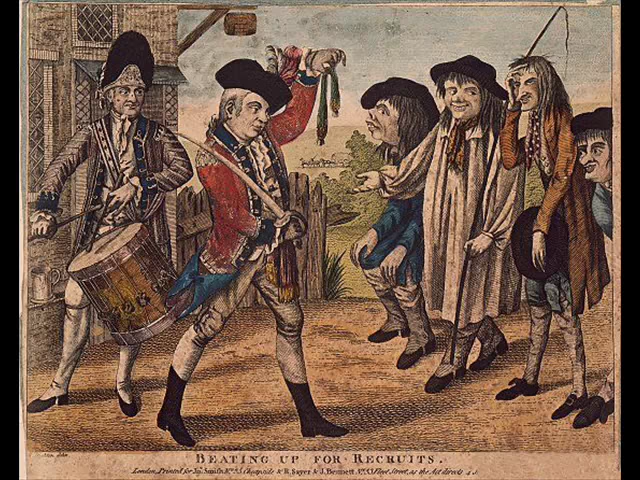 BEATING UP FOR RECRUITS.
London, Printed for Jno. Smith No. 35 Cheapside & R. Sayer & J. Bennett, No. 53 Fleet Street, as the Act directs